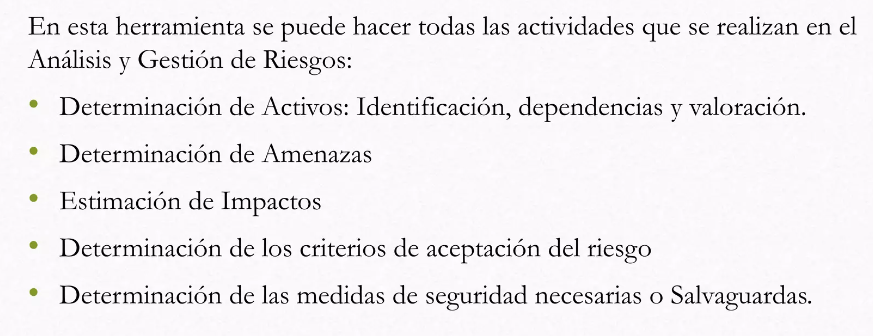 En esta herramienta se puede hacer todas las actividades que se realizan en el
Análisis y Gestión de Riesgos:
• Determinación de Activos: Identificación, dependencias y valoración.
• Determinación de Amenazas
• Estimación de Impactos
• Determinación de los criterios de aceptación del riesgo
• Determinación de las medidas de seguridad necesarias o Salvaguardas.